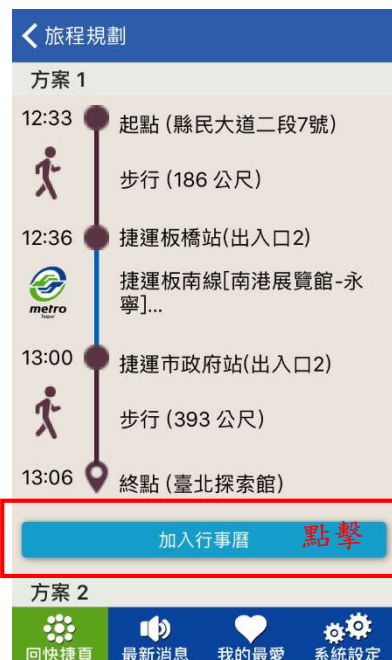 旅程規劃
方案 1
12:33
起點 (縣民大道二段7號)
步行 (186 公尺)
12:36
捷運板橋站(出入口2)
metro
Taipei
捷運板南線[南港展覽館-永
寧]...
13:00
捷運市政府站(出入口2)
步行 (393 公尺)
13:06
終點 (臺北探索館)
加入行事曆
點擊
方案 2
回快捷頁
最新消息
我的最愛
系統設定